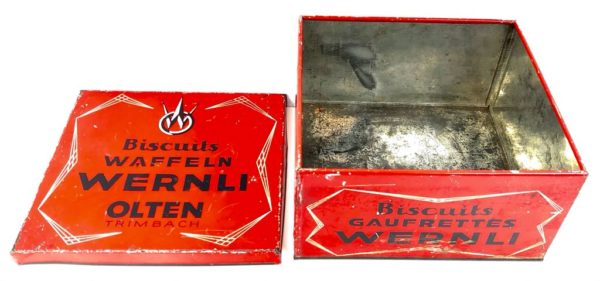 W
Biscuits
WAFFELN
WERNLI
OLTEN
TRIMBACH
Biscuits
GAUFRETTES
WERNLI